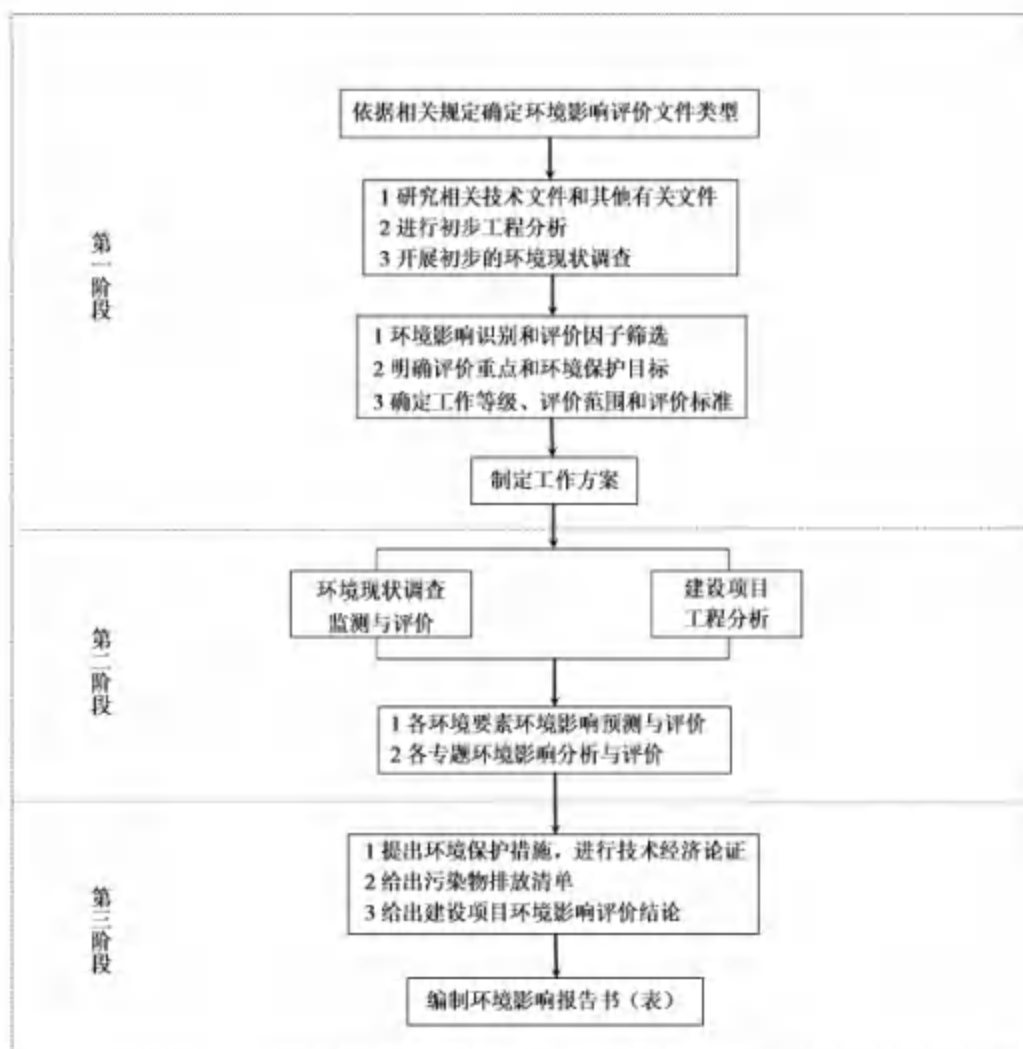 依据相关规定确定环境影响评价文件类型
1 研究相关技术文件和其他有关文件
2 进行初步工程分析
3 开展初步的环境现状调查
第一阶段
1 环境影响识别和评价因子筛选
2 明确评价重点和环境保护目标
3 确定工作等级、评价范围和评价标准
制定工作方案
环境现状调查
监测与评价
建设项目
工程分析
第二阶段
1 各环境要素环境影响预测与评价
2 各专题环境影响分析与评价
1 提出环境保护措施，进行技术经济论证
2 给出污染物排放清单
3 给出建设项目环境影响评价结论
第三阶段
编制环境影响报告书（表）